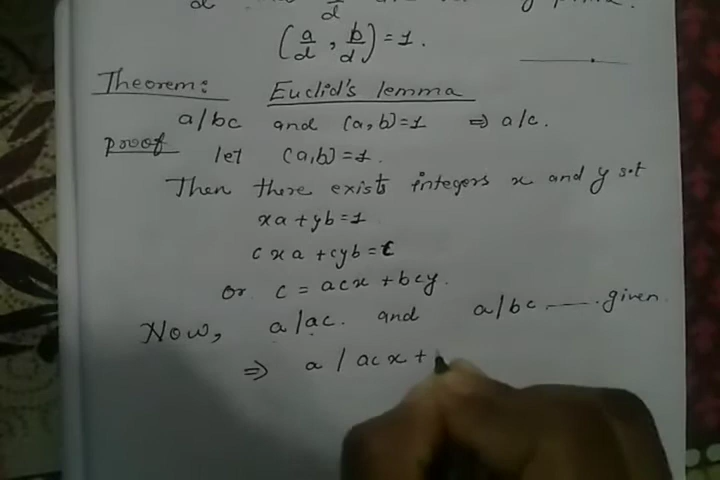 (a/d, b/d) = 1.
Theorem: Euclid's lemma
a/bc and (a, b) = 1 ⇒ a/c.
proof let (a,b) = 1.
Then there exists integers x and y s.t
xa + yb = 1
cxa + cyb = c
or c = acx + bcy.
Now, a/ac. and a/bc —. given.
⇒ a / acx +